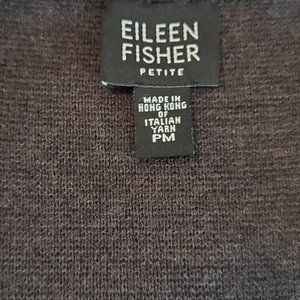 EILEEN
FISHER
PETITE
MADE IN
HONG KONG
OF
ITALIAN
YARN
PM